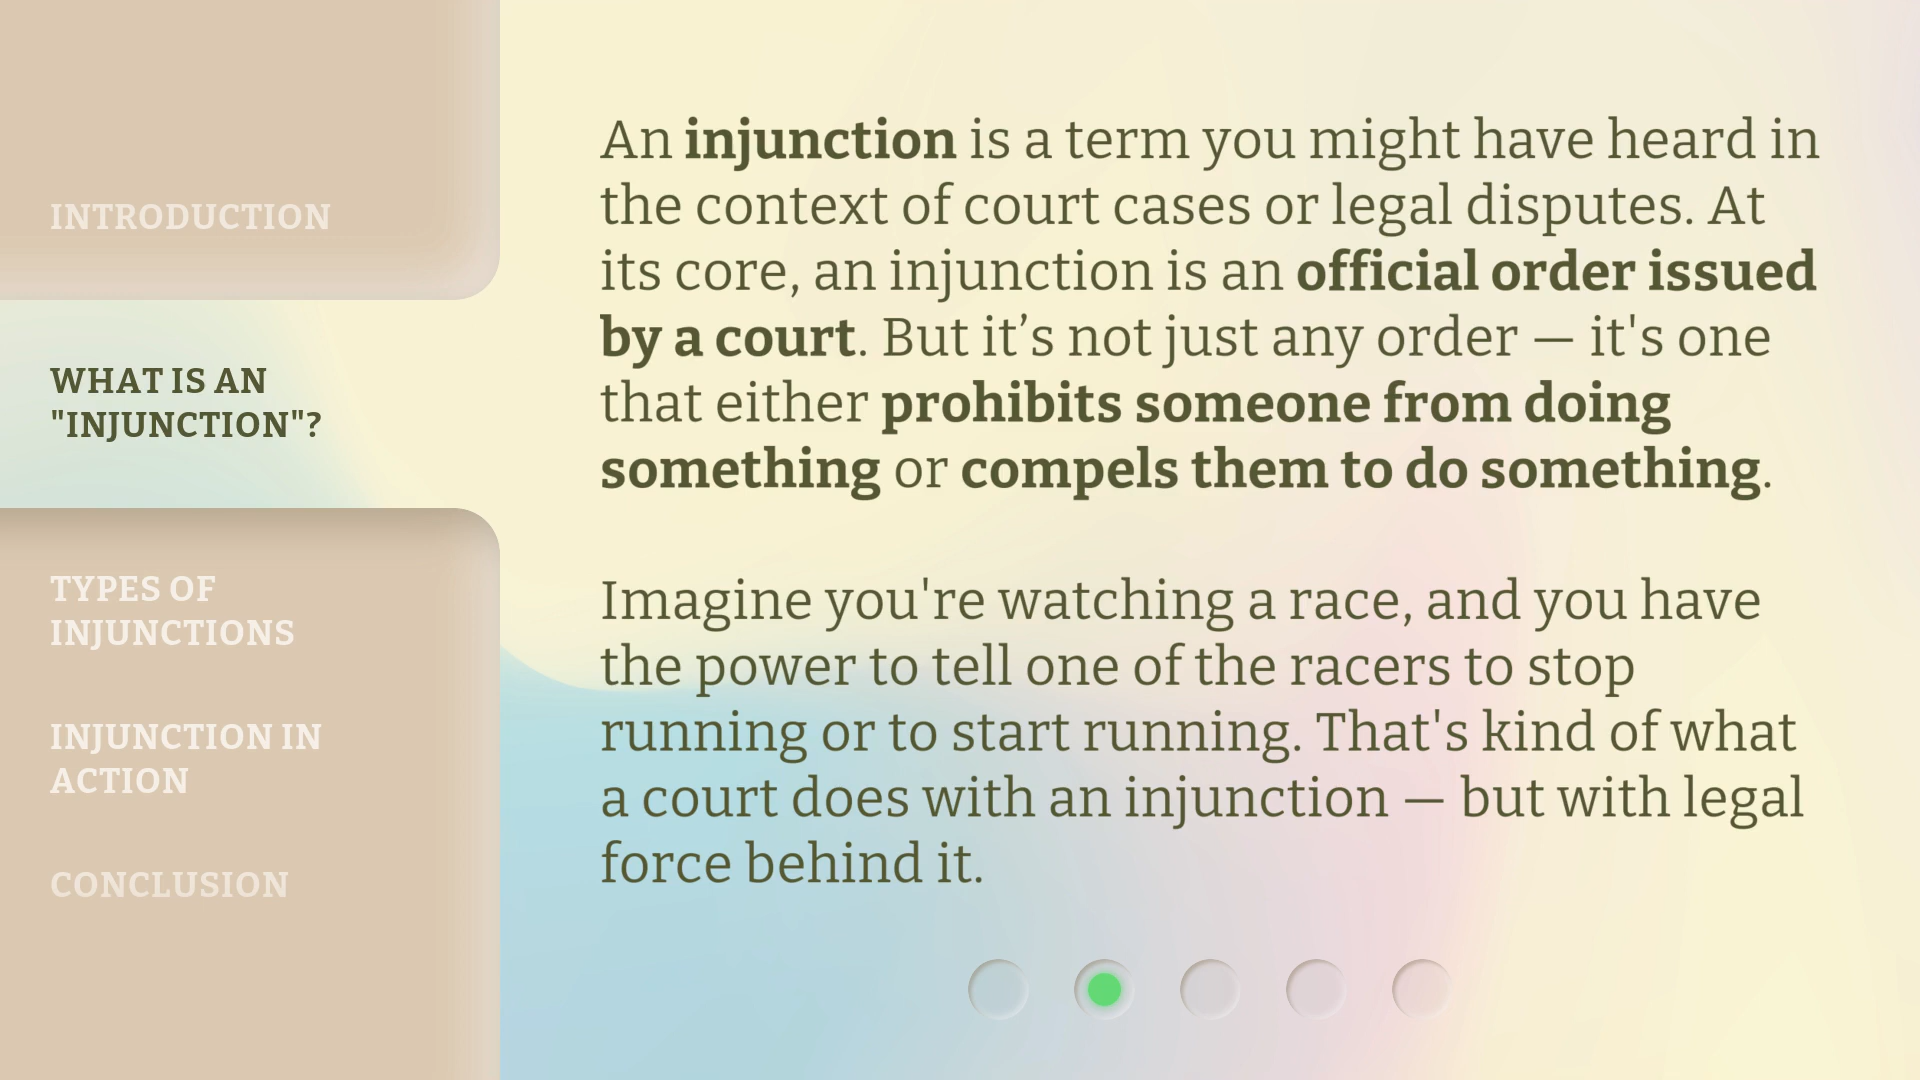 INTRODUCTION
WHAT IS AN
"INJUNCTION"?
TYPES OF
INJUNCTIONS
INJUNCTION IN
ACTION
CONCLUSION
An injunction is a term you might have heard in
the context of court cases or legal disputes. At
its core, an injunction is an official order issued
by a court. But it’s not just any order — it's one
that either prohibits someone from doing
something or compels them to do something.
Imagine you're watching a race, and you have
the power to tell one of the racers to stop
running or to start running. That's kind of what
a court does with an injunction — but with legal
force behind it.